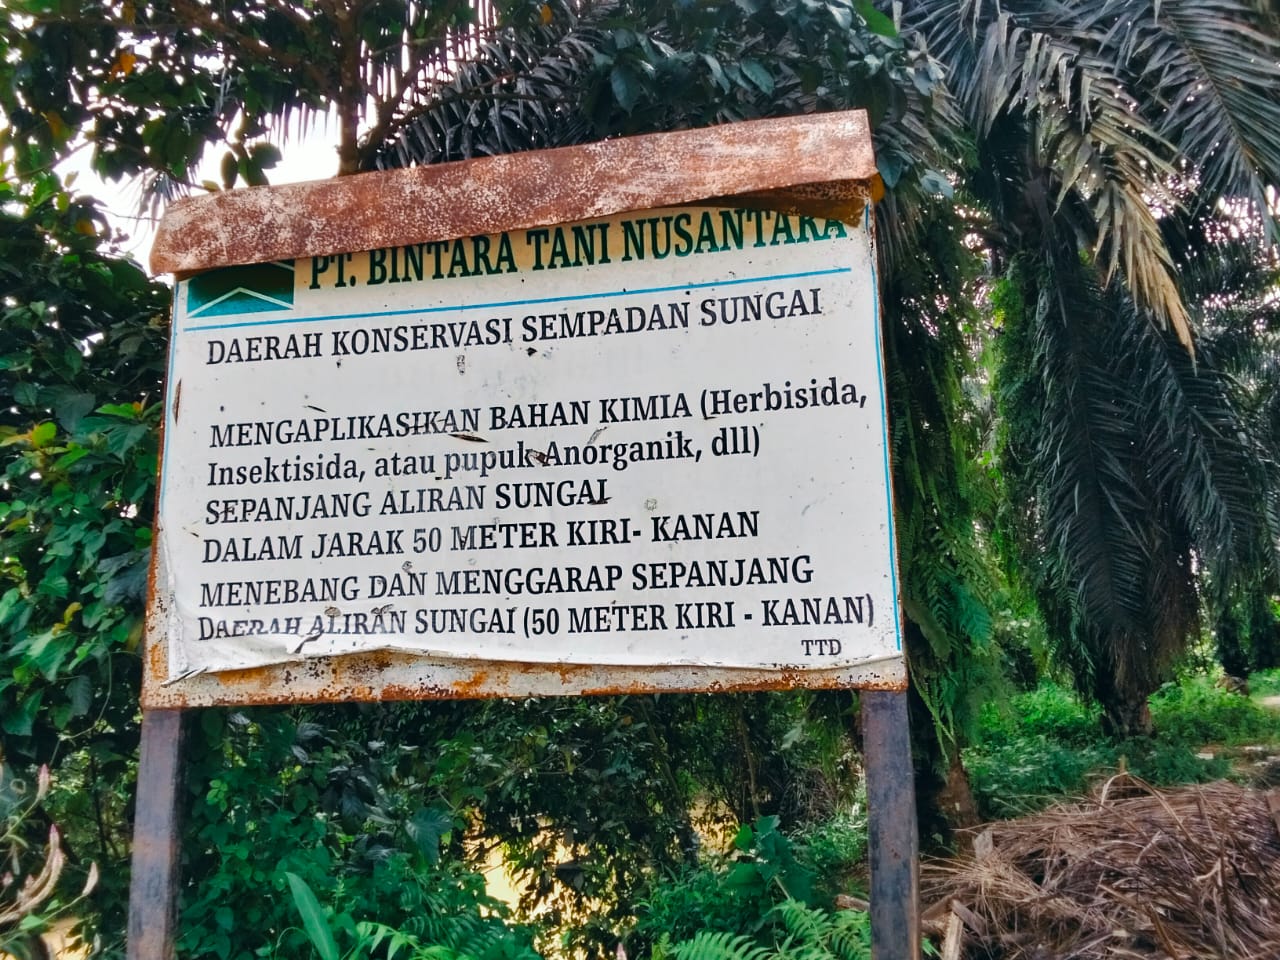 PT. BINTARA TANI NUSANTARA
DAERAH KONSERVASI SEMPADAN SUNGAI
MENGAPLIKASIKAN BAHAN KIMIA (Herbisida,
Insektisida, atau pupuk Anorganik, dll)
SEPANJANG ALIRAN SUNGAI
DALAM JARAK 50 METER KIRI- KANAN
MENEBANG DAN MENGGARAP SEPANJANG
DAERAH ALIRAN SUNGAI (50 METER KIRI - KANAN)
TTD